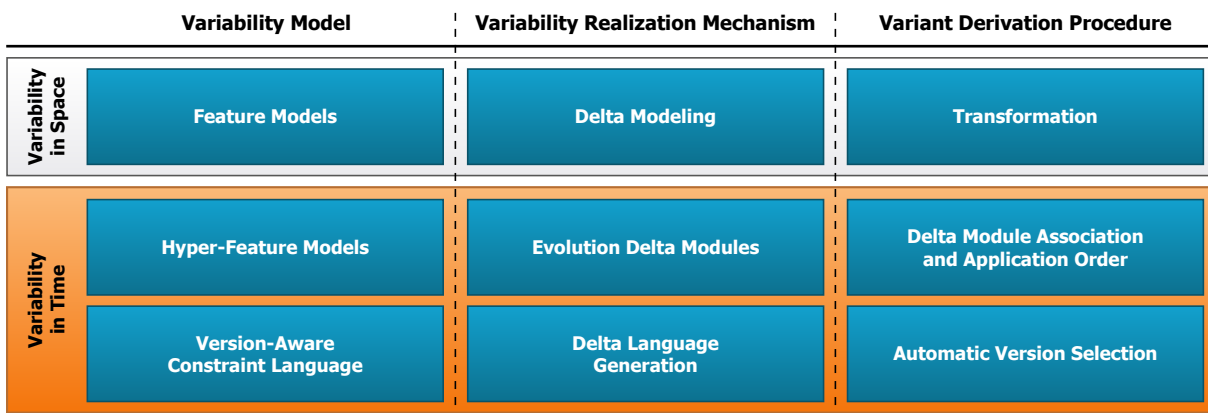 Variability Model
Variability Realization Mechanism
Variant Derivation Procedure
Variability
in Space
Feature Models
Delta Modeling
Transformation
Variability
in Time
Hyper-Feature Models
Evolution Delta Modules
Delta Module Association
and Application Order
Version-Aware
Constraint Language
Delta Language
Generation
Automatic Version Selection